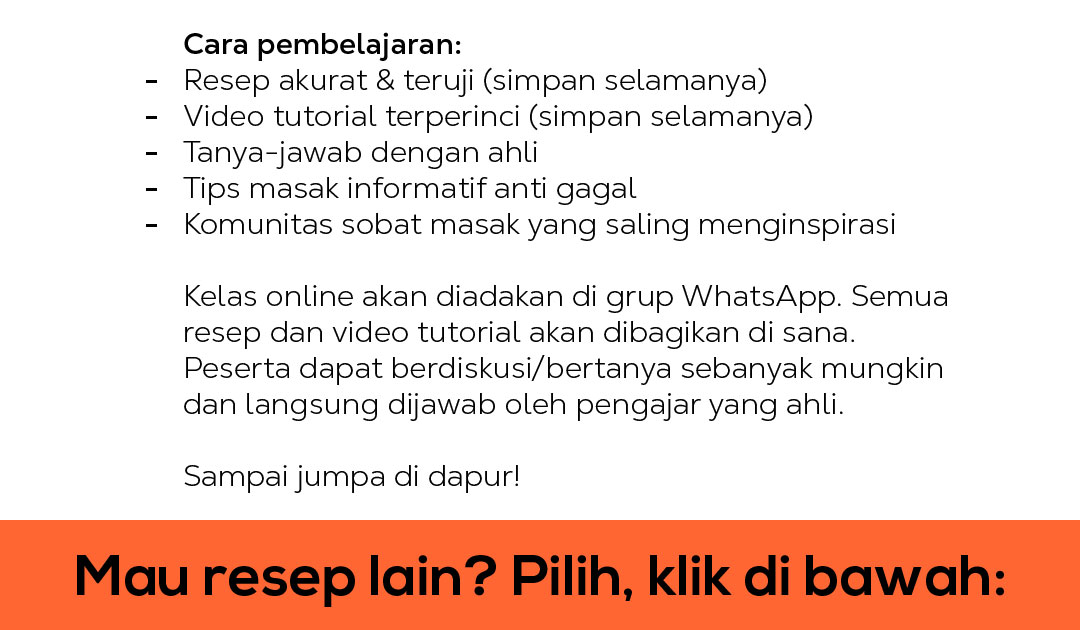 Cara pembelajaran:
- Resep akurat & teruji (simpan selamanya)
- Video tutorial terperinci (simpan selamanya)
- Tanya-jawab dengan ahli
- Tips masak informatif anti gagal
- Komunitas sobat masak yang saling menginspirasi
Kelas online akan diadakan di grup WhatsApp. Semua
resep dan video tutorial akan dibagikan di sana.
Peserta dapat berdiskusi/bertanya sebanyak mungkin
dan langsung dijawab oleh pengajar yang ahli.
Sampai jumpa di dapur!
Mau resep lain? Pilih, klik di bawah: